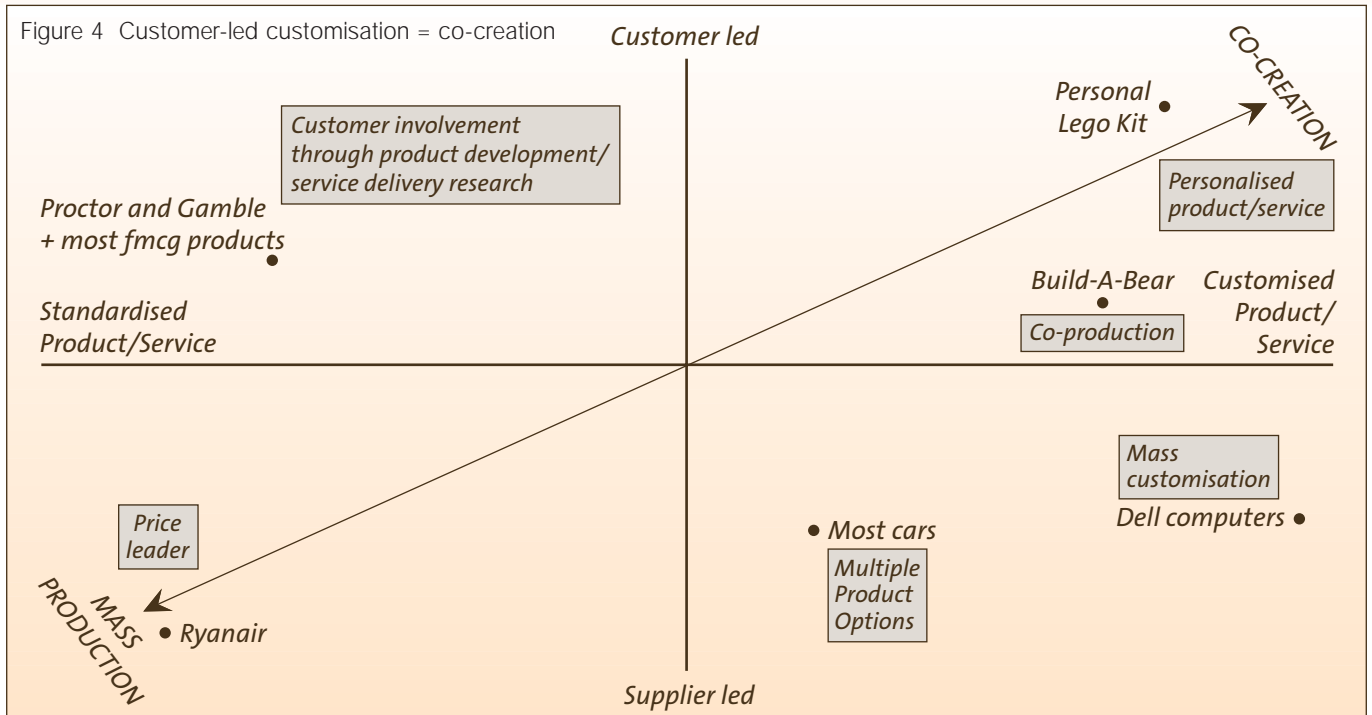 Figure 4 Customer-led customisation = co-creation
Customer led
CO-CREATION
Personal
Lego Kit
Customer involvement
through product development/
service delivery research
Personalised
product/service
Proctor and Gamble
+ most fmcg products
Build-A-Bear
Co-production
Customised
Product/
Service
Standardised
Product/Service
Mass
customisation
Dell computers
Price
leader
Most cars
Multiple
Product
Options
MASS
PRODUCTION
Ryanair
Supplier led